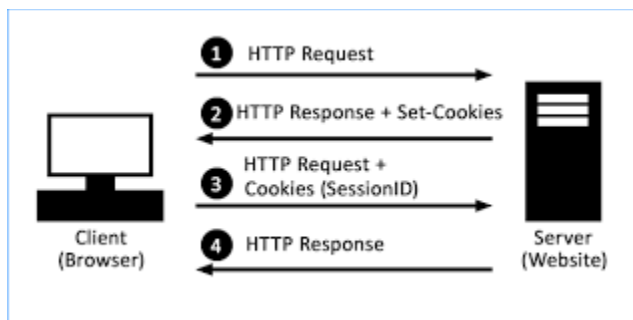 1 HTTP Request
2 HTTP Response + Set-Cookies
3 HTTP Request +
Cookies (SessionID)
4 HTTP Response
Client
(Browser)
Server
(Website)